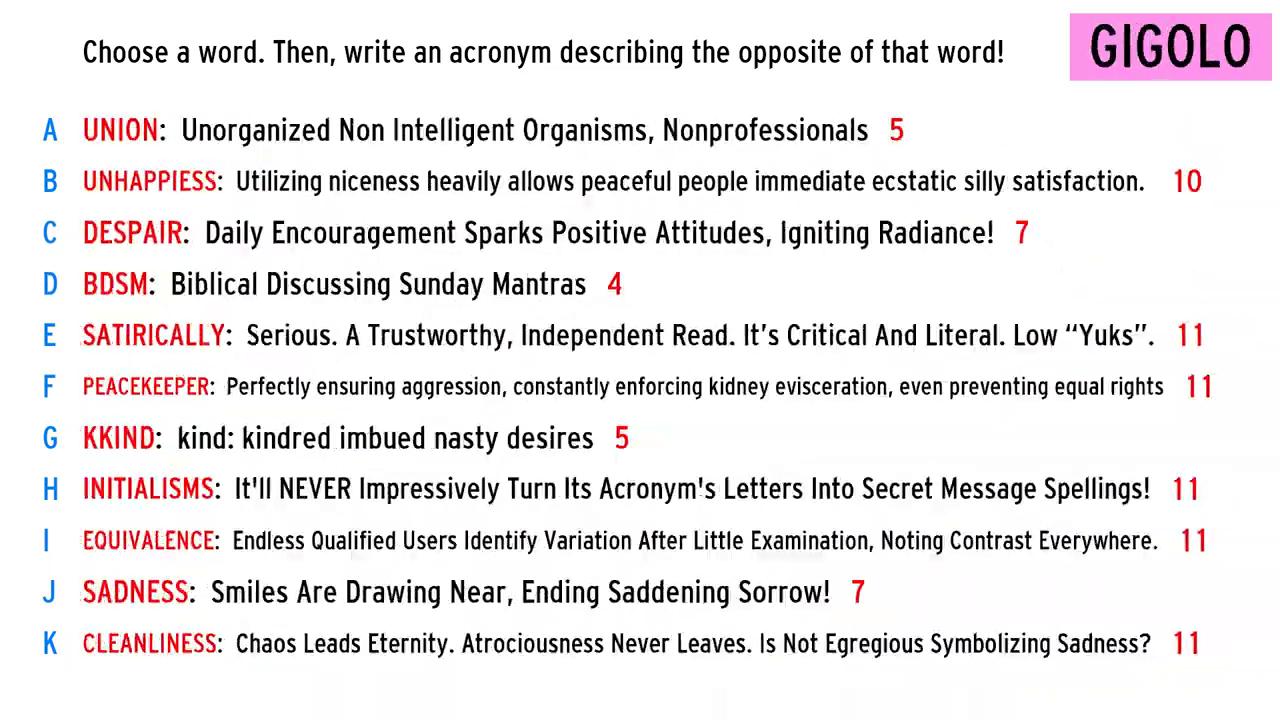 Choose a word. Then, write an acronym describing the opposite of that word!
GIGOLO
A UNION: Unorganized Non Intelligent Organisms, Nonprofessionals 5
B UNHAPPIESS: Utilizing niceness heavily allows peaceful people immediate ecstatic silly satisfaction. 10
C DESPAIR: Daily Encouragement Sparks Positive Attitudes, Igniting Radiance! 7
D BDSM: Biblical Discussing Sunday Mantras 4
E SATIRICALLY: Serious. A Trustworthy, Independent Read. It's Critical And Literal. Low “Yuks”. 11
F PEACEKEEPER: Perfectly ensuring aggression, constantly enforcing kidney evisceration, even preventing equal rights 11
G KKIND: kind: kindred imbued nasty desires 5
H INITIALISMS: It'll NEVER Impressively Turn Its Acronym's Letters Into Secret Message Spellings! 11
I EQUIVALENCE: Endless Qualified Users Identify Variation After Little Examination, Noting Contrast Everywhere. 11
J SADNESS: Smiles Are Drawing Near, Ending Saddening Sorrow! 7
K CLEANLINESS: Chaos Leads Eternity. Atrociousness Never Leaves. Is Not Egregious Symbolizing Sadness? 11